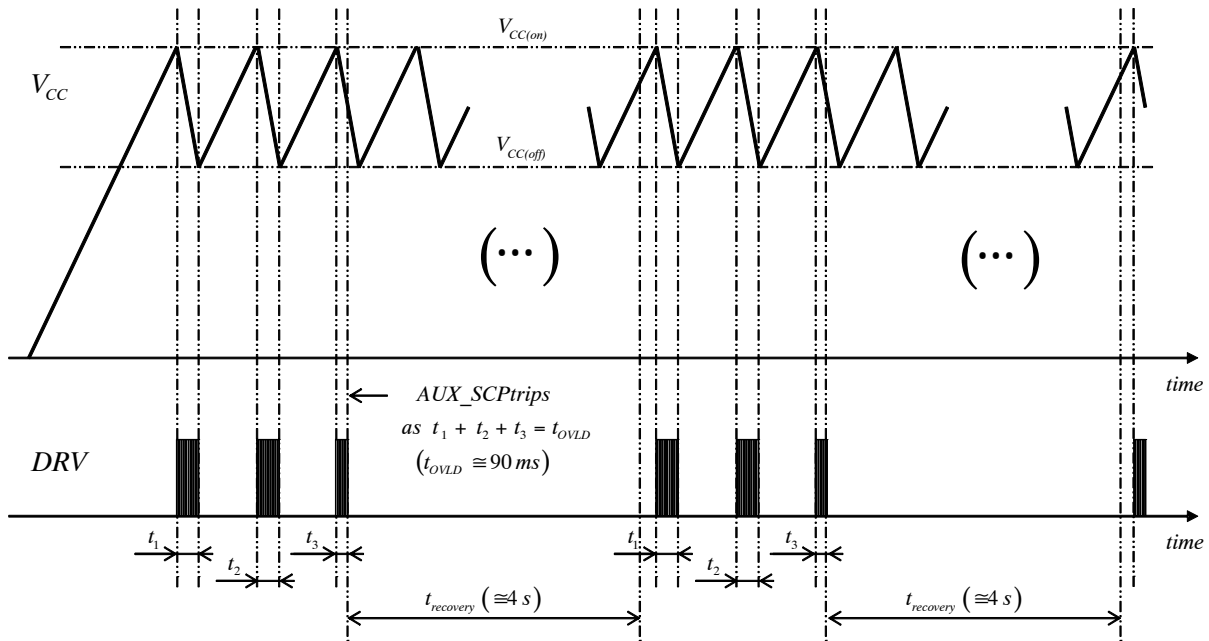 V_CC(on)
V_CC
V_CC(off)
(···)
(···)
time
AUX_SCPtrips
as t_1 + t_2 + t_3 = t_OVLD
(t_OVLD ≅ 90 ms)
DRV
time
t_1
t_2
t_3
t_1
t_2
t_3
t_recovery (≅4 s)
t_recovery (≅4 s)